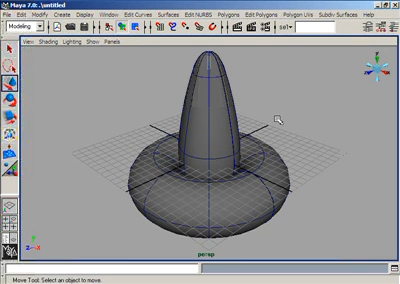 Maya 7.0: .\untitled
File Edit Modify Create Display Window Edit Curves Surfaces Edit NURBS Polygons Edit Polygons Polygon UVs Subdiv Surfaces Help
Modeling sel
View Shading Lighting Show Panels
persp
Move Tool: Select an object to move.